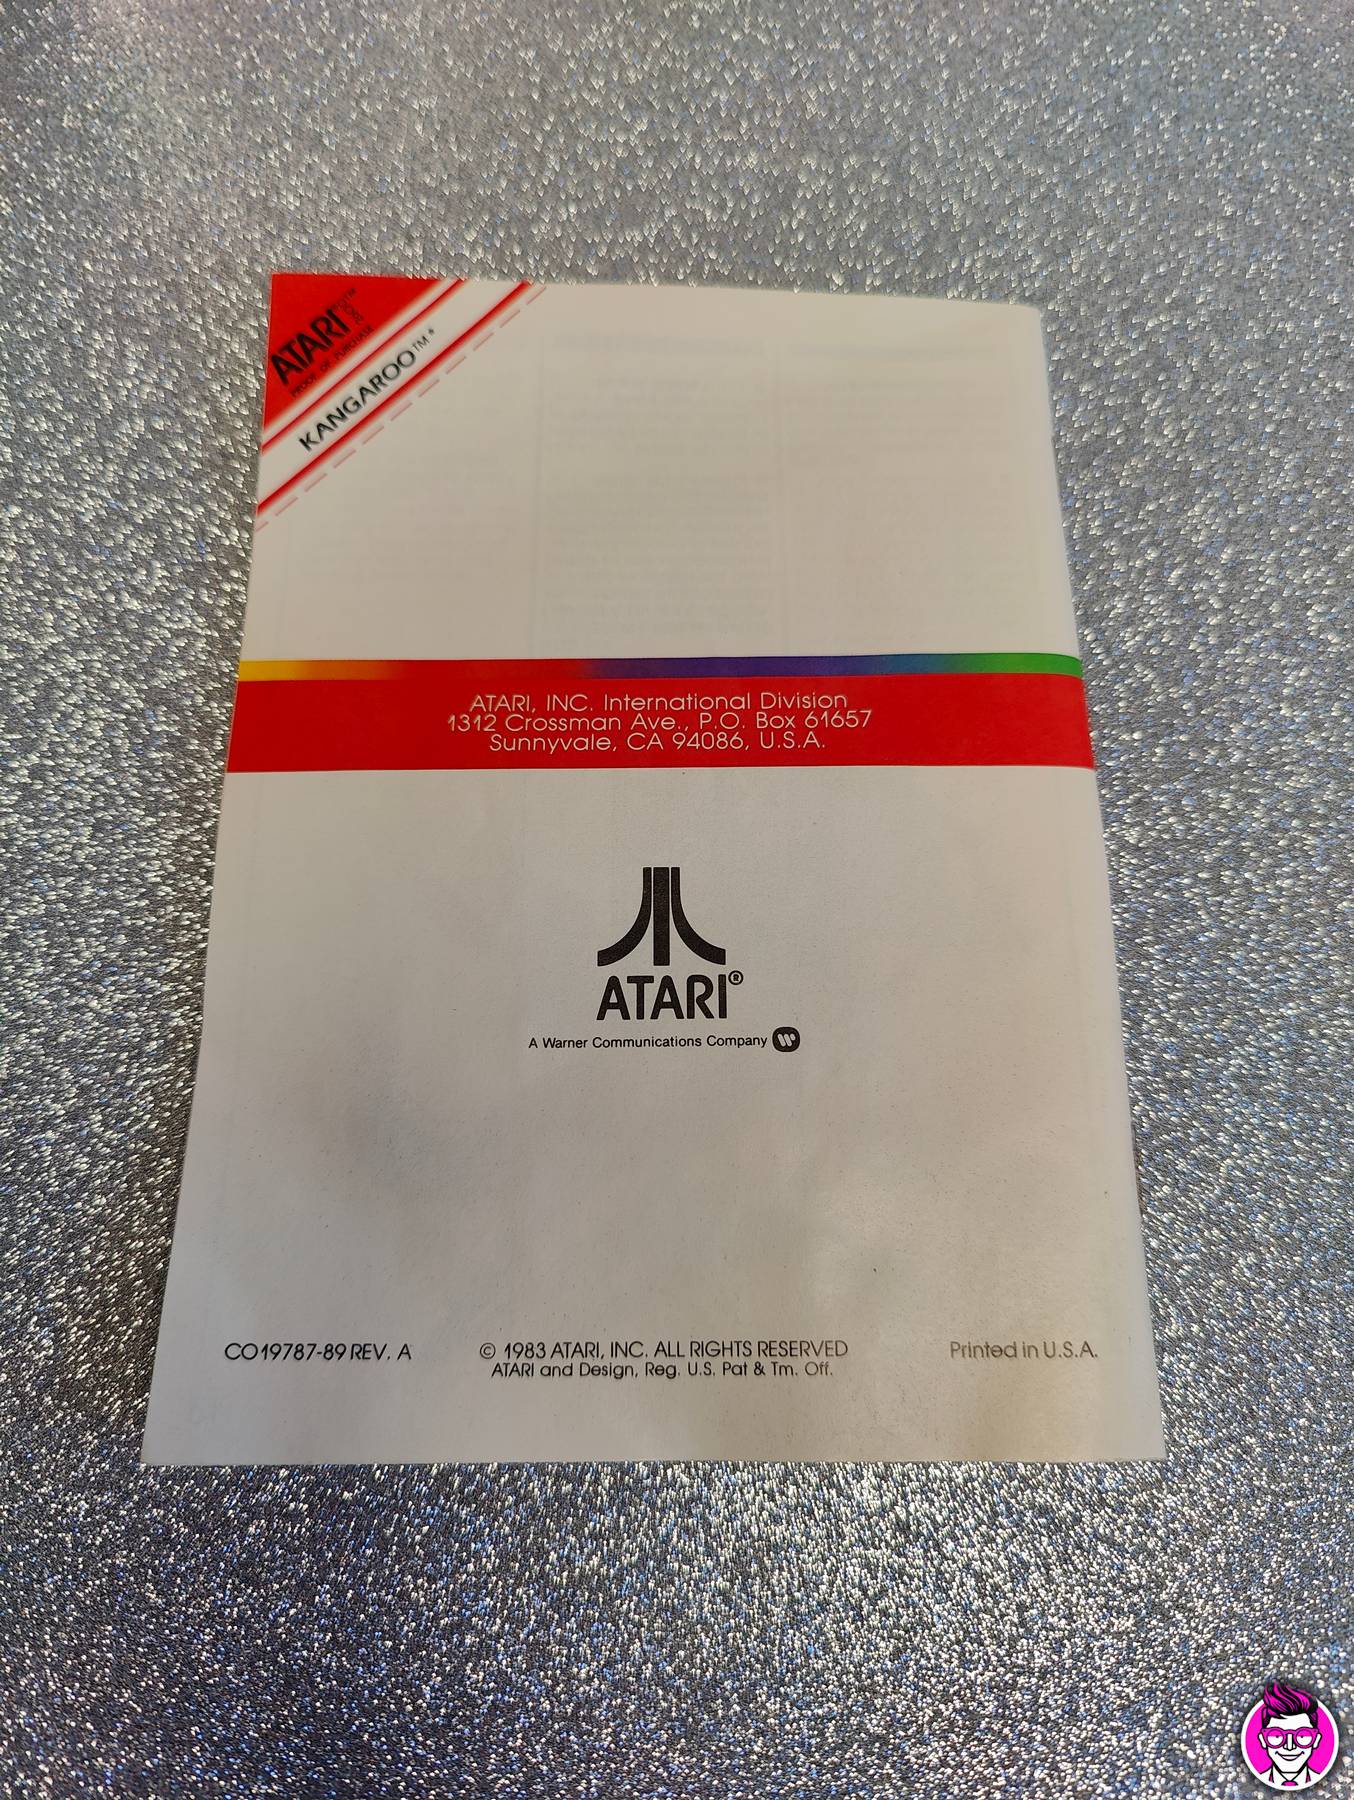 ATARI
PROOF OF PURCHASE
KANGAROO™*
ATARI, INC. International Division
1312 Crossman Ave., P.O. Box 61657
Sunnyvale, CA 94086, U.S.A.
ATARI®
A Warner Communications Company
CO19787-89 REV. A
© 1983 ATARI, INC. ALL RIGHTS RESERVED
ATARI and Design, Reg. U.S. Pat & Tm. Off.
Printed in U.S.A.